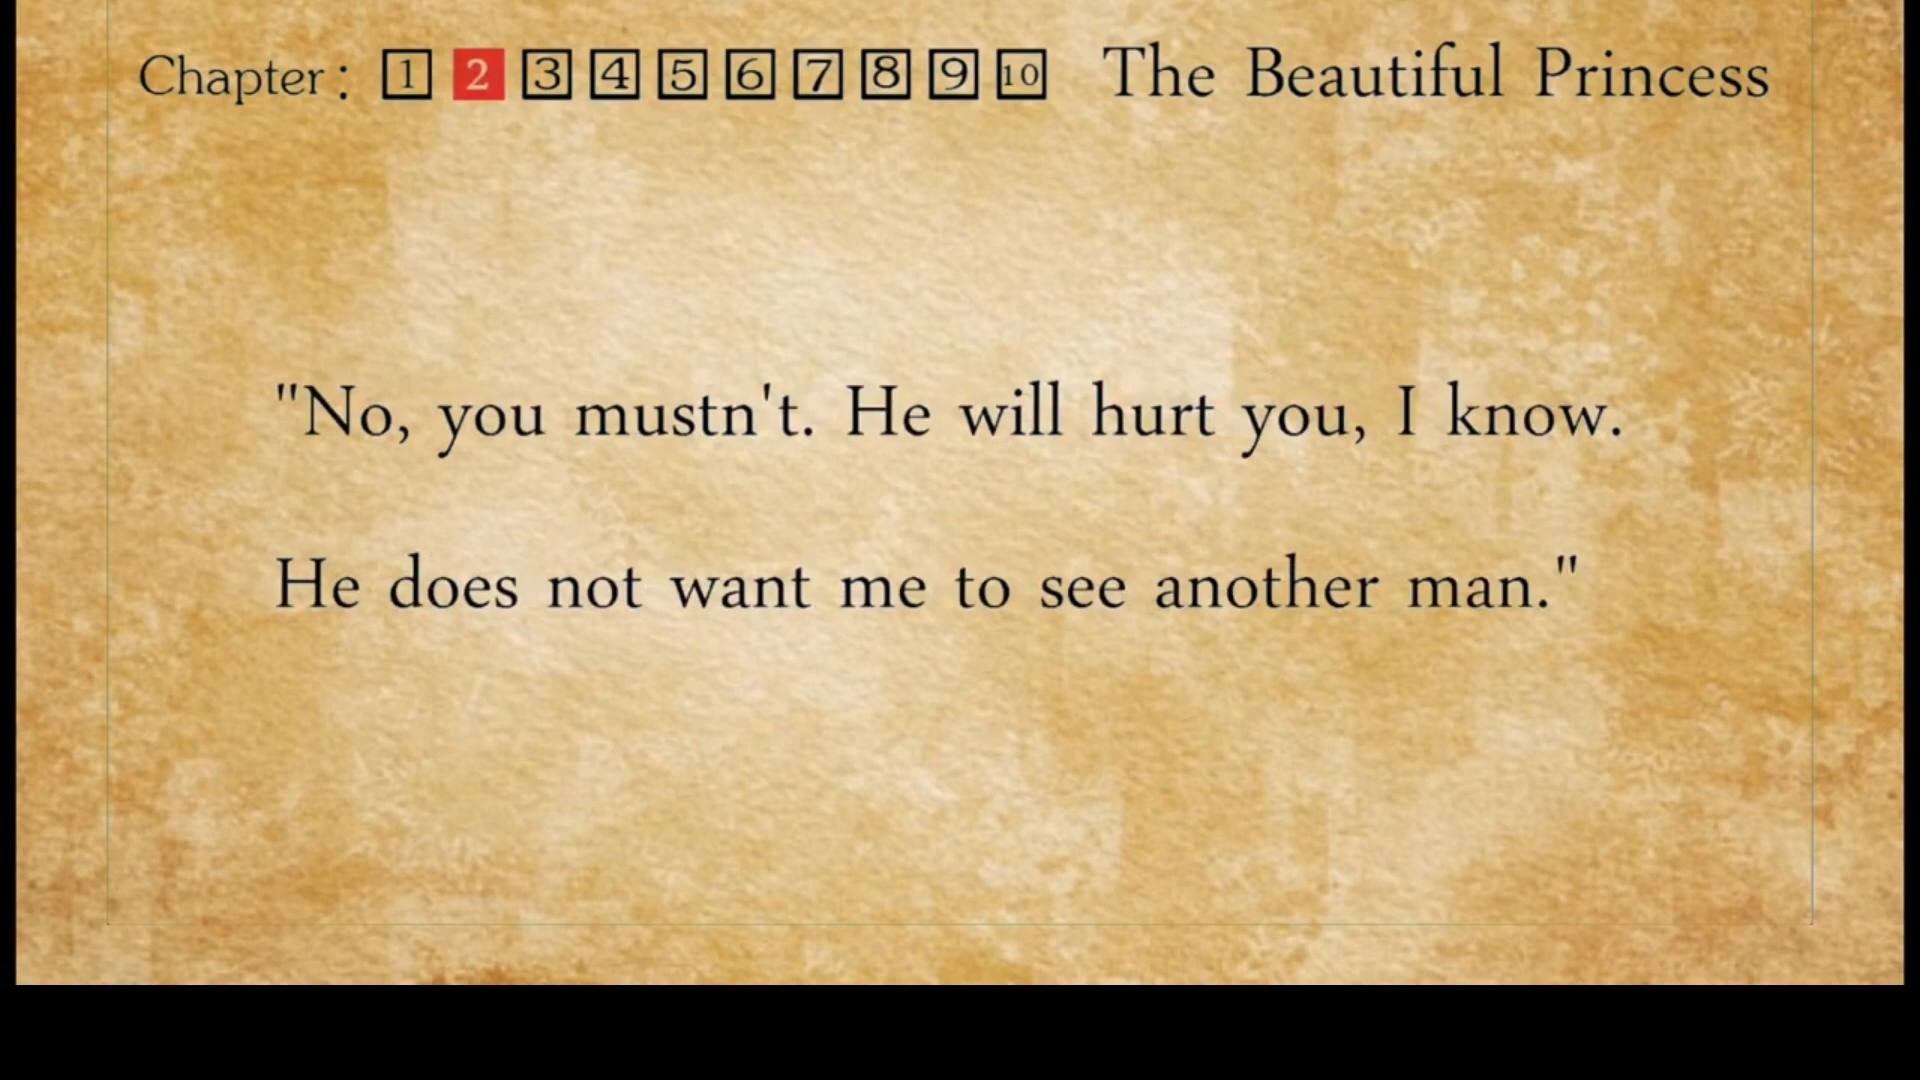 Chapter: 1 2 3 4 5 6 7 8 9 10 The Beautiful Princess
"No, you mustn't. He will hurt you, I know.
He does not want me to see another man."